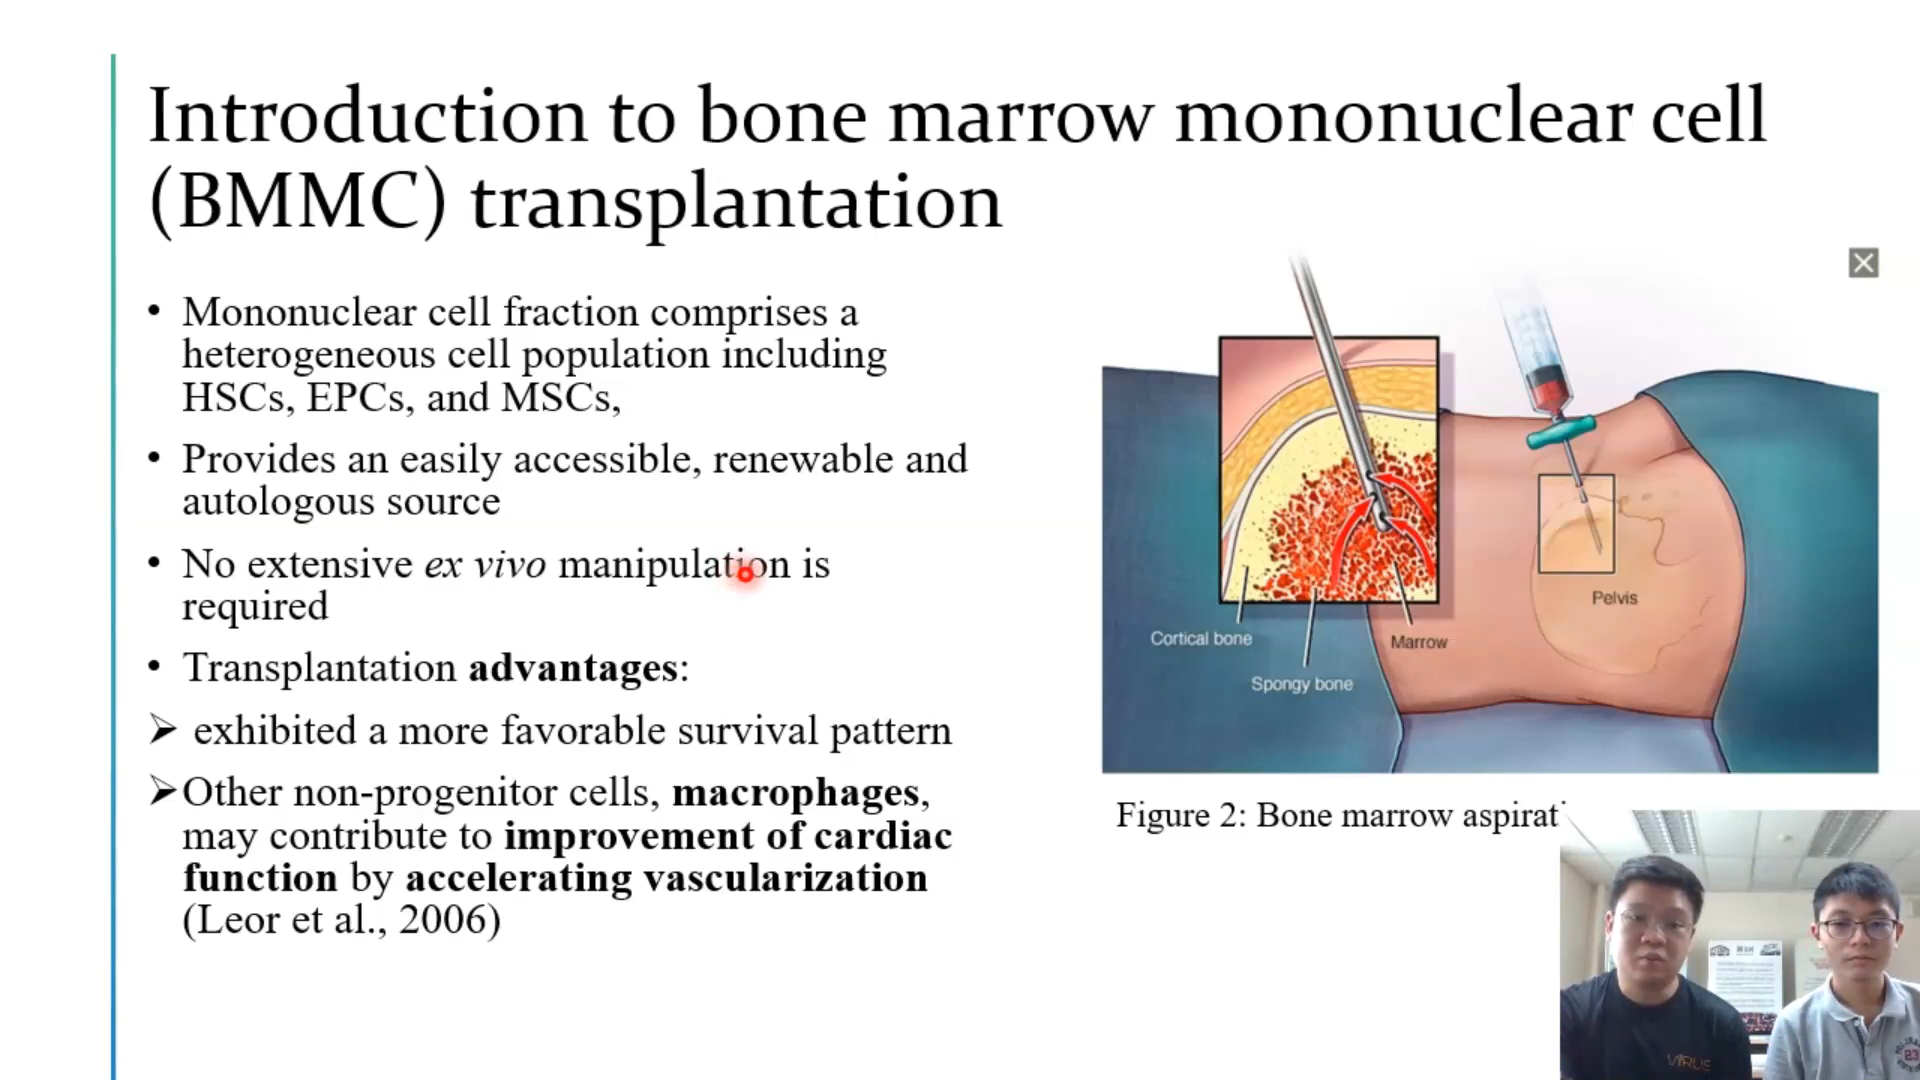 Introduction to bone marrow mononuclear cell
(BMMC) transplantation
• Mononuclear cell fraction comprises a
heterogeneous cell population including
HSCs, EPCs, and MSCs,
• Provides an easily accessible, renewable and
autologous source
• No extensive ex vivo manipulation is
required
• Transplantation advantages:
➢ exhibited a more favorable survival pattern
➢ Other non-progenitor cells, macrophages,
may contribute to improvement of cardiac
function by accelerating vascularization
(Leor et al., 2006)
Pelvis
Cortical bone
Marrow
Spongy bone
Figure 2: Bone marrow aspirati
VIRUS
23